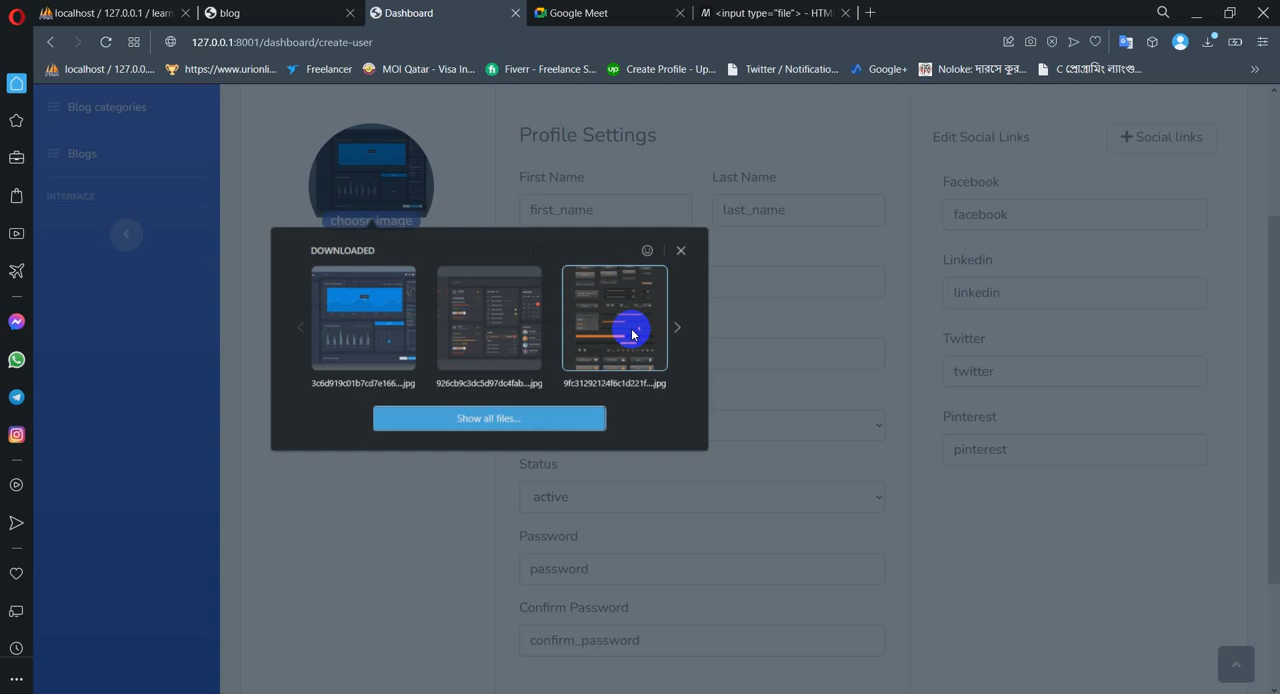 localhost / 127.0.0.1 / learn
blog
Dashboard
Google Meet
<input type="file"> - HTM
127.0.0.1:8001/dashboard/create-user
localhost / 127.0.0....
https://www.urionli...
Freelancer
MOI Qatar - Visa In...
Fiverr - Freelance S...
Create Profile - Up...
Twitter / Notificatio...
Google+
Noloke: দারসে কুর...
C প্রোগ্রামিং ল্যাংগু...
Blog categories
Blogs
INTERFACE
choose image
Profile Settings
First Name
Last Name
first_name
last_name
Edit Social Links
Social links
Facebook
facebook
Linkedin
linkedin
Twitter
twitter
Pinterest
pinterest
DOWNLOADED
3c6d919c01b7cd7e166....jpg
926cb9c3dc5d97dc4fab....jpg
9fc31292124f6c1d221f....jpg
Show all files...
Status
active
Password
password
Confirm Password
confirm_password